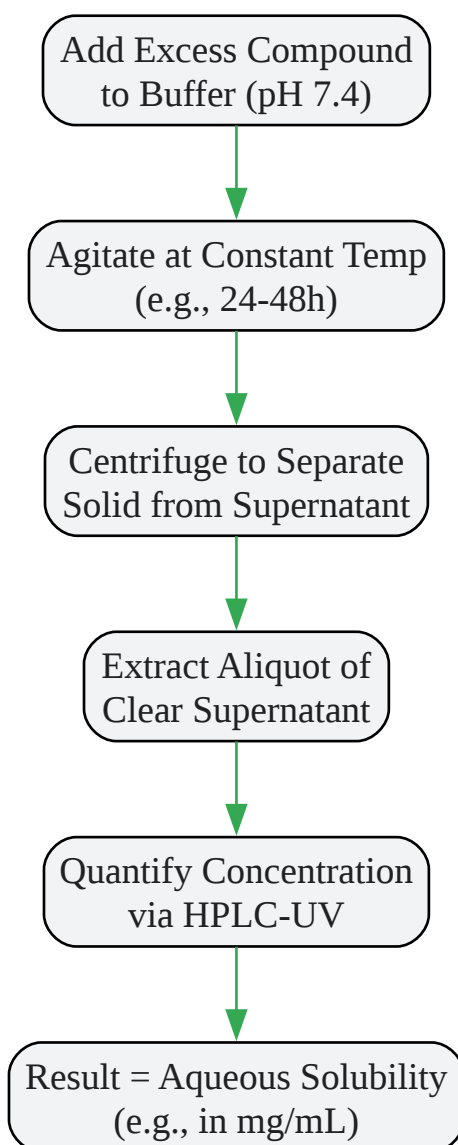 Add Excess Compound
to Buffer (pH 7.4)
Agitate at Constant Temp
(e.g., 24-48h)
Centrifuge to Separate
Solid from Supernatant
Extract Aliquot of
Clear Supernatant
Quantify Concentration
via HPLC-UV
Result = Aqueous Solubility
(e.g., in mg/mL)